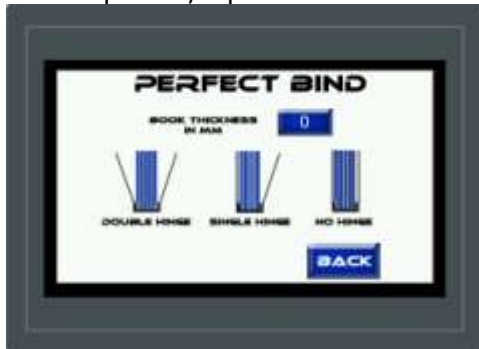 PERFECT BIND
BOOK THICKNESS
IN MM
0
DOUBLE HINGE
SINGLE HINGE
NO HINGE
BACK